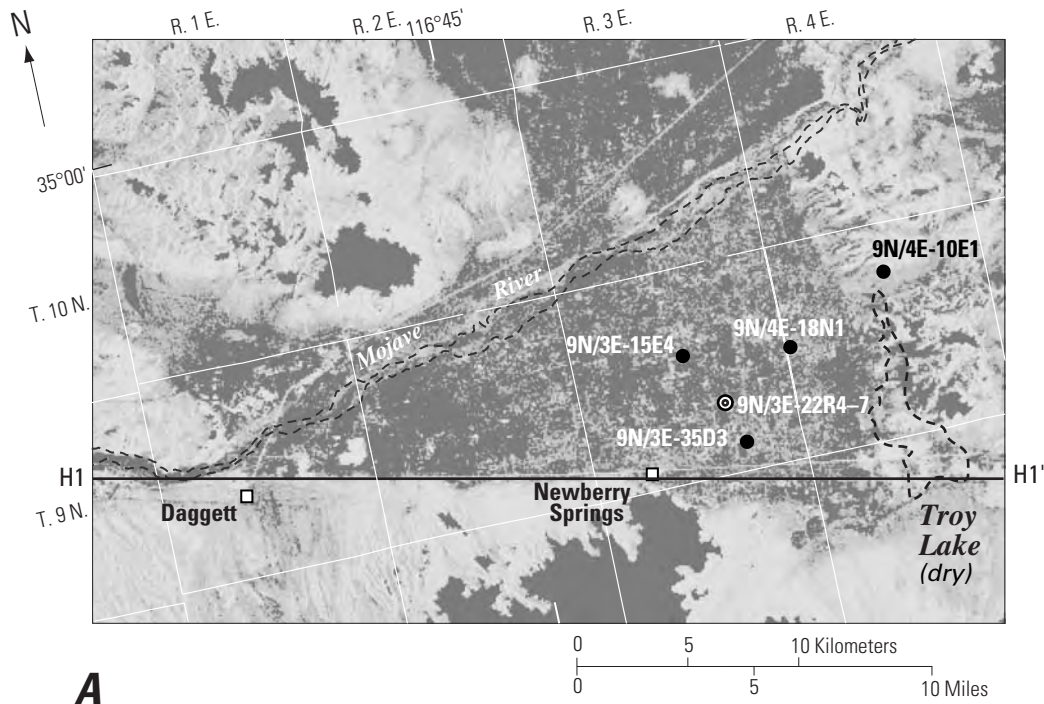 N
R. 1 E.
R. 2 E.
116°45'
R. 3 E.
R. 4 E.
35°00'
T. 10 N.
T. 9 N.
Mojave River
9N/4E-10E1
9N/4E-18N1
9N/3E-15E4
9N/3E-22R4–7
9N/3E-35D3
H1
H1'
Daggett
Newberry
Springs
Troy
Lake
(dry)
0 5 10 Kilometers
0 5 10 Miles
A